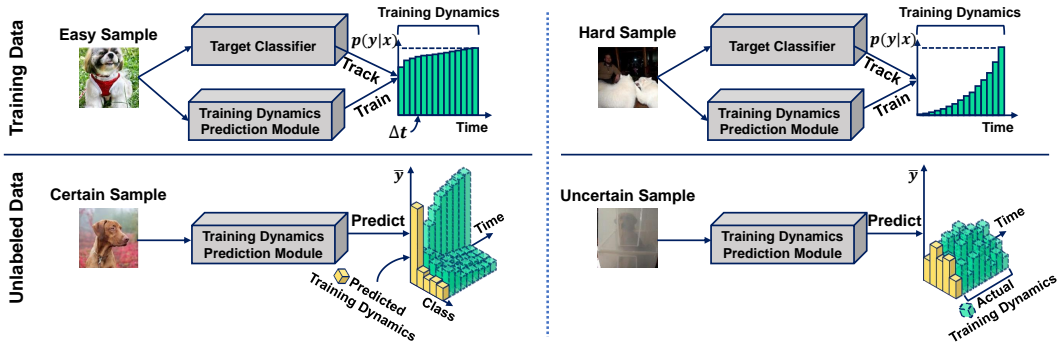 Training Data
Easy Sample
Target Classifier
Training Dynamics
Prediction Module
Track
Train
Training Dynamics
p(y|x)
Δt
Time
Hard Sample
Target Classifier
Training Dynamics
Prediction Module
Track
Train
Training Dynamics
p(y|x)
Time
Unlabeled Data
Certain Sample
Training Dynamics
Prediction Module
Predict
ȳ
Time
Class
Predicted
Training Dynamics
Uncertain Sample
Training Dynamics
Prediction Module
Predict
ȳ
Time
Actual
Training Dynamics